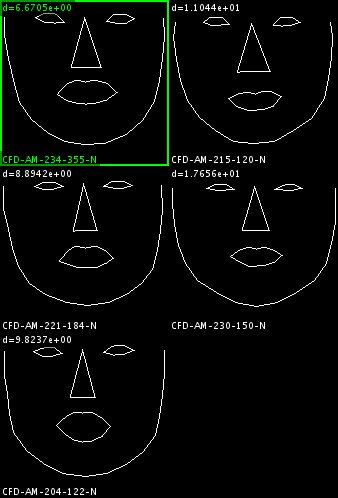 d=6.6705e+00
d=1.1044e+01
CFD-AM-234-355-N
CFD-AM-215-120-N
d=8.8942e+00
d=1.7656e+01
CFD-AM-221-184-N
CFD-AM-230-150-N
d=9.8237e+00
CFD-AM-204-122-N